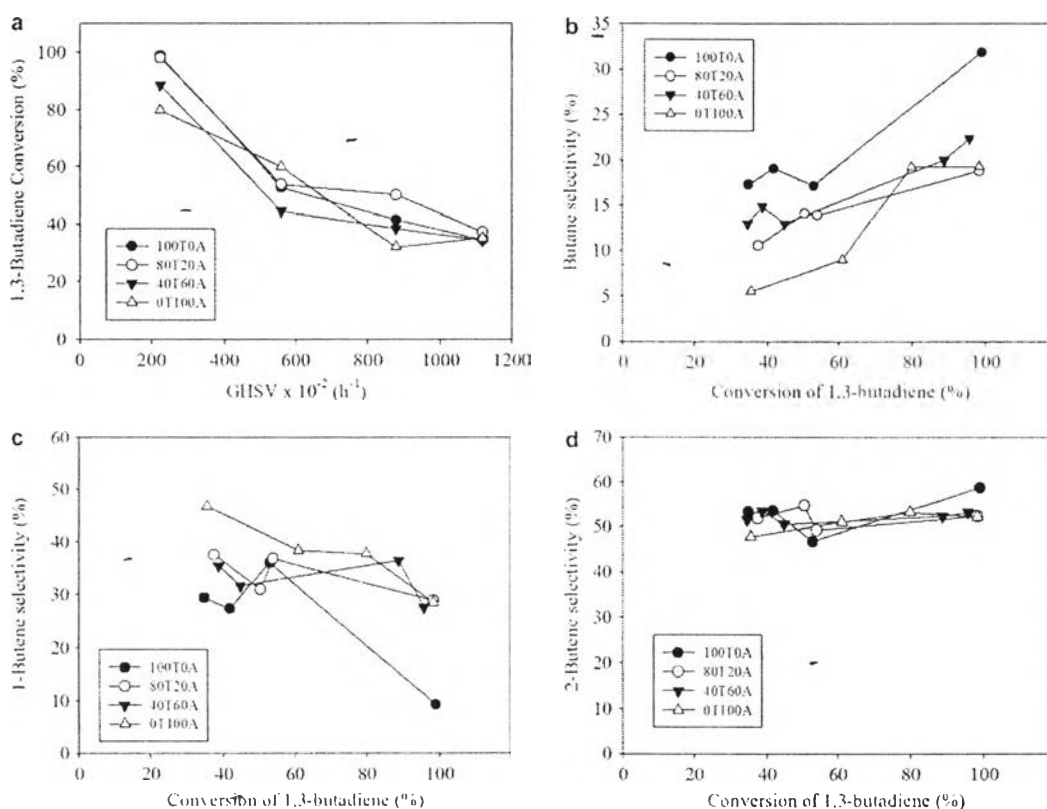 a
1,3-Butadiene Conversion (%)
100
80
60
40
20
0
100T0A
80T20A
40T60A
0T100A
0 200 400 600 800 1000 1200
GHSV x 10⁻² (h⁻¹)
b
Butane selectivity (%)
35
30
25
20
15
10
5
0
100T0A
80T20A
40T60A
0T100A
0 20 40 60 80 100
Conversion of 1,3-butadiene (%)
c
1-Butene selectivity (%)
60
50
40
30
20
10
0
100T0A
80T20A
40T60A
0T100A
0 20 40 60 80 100
Conversion of 1,3-butadiene (%)
d
2-Butene selectivity (%)
70
60
50
40
30
20
10
0
100T0A
80T20A
40T60A
0T100A
0 20 40 60 80 100
Conversion of 1,3-butadiene (%)